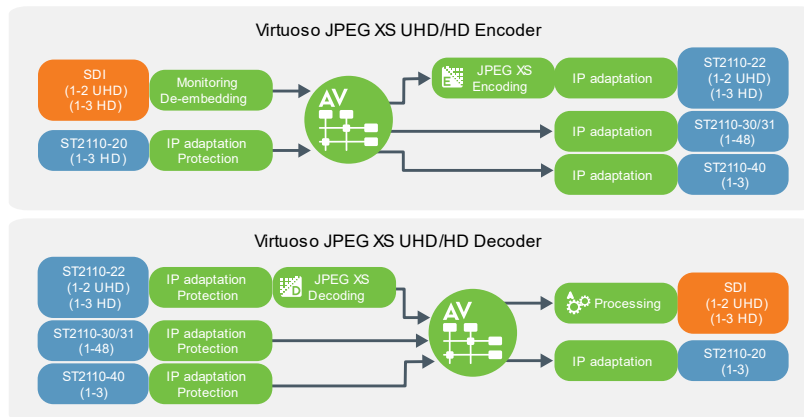 Virtuoso JPEG XS UHD/HD Encoder
SDI
(1-2 UHD)
(1-3 HD)
Monitoring
De-embedding
ST2110-20
(1-3 HD)
IP adaptation
Protection
AV
E
JPEG XS
Encoding
IP adaptation
ST2110-22
(1-2 UHD)
(1-3 HD)
IP adaptation
ST2110-30/31
(1-48)
IP adaptation
ST2110-40
(1-3)
Virtuoso JPEG XS UHD/HD Decoder
ST2110-22
(1-2 UHD)
(1-3 HD)
IP adaptation
Protection
D
JPEG XS
Decoding
ST2110-30/31
(1-48)
IP adaptation
Protection
ST2110-40
(1-3)
IP adaptation
Protection
AV
A
Processing
SDI
(1-2 UHD)
(1-3 HD)
IP adaptation
ST2110-20
(1-3)